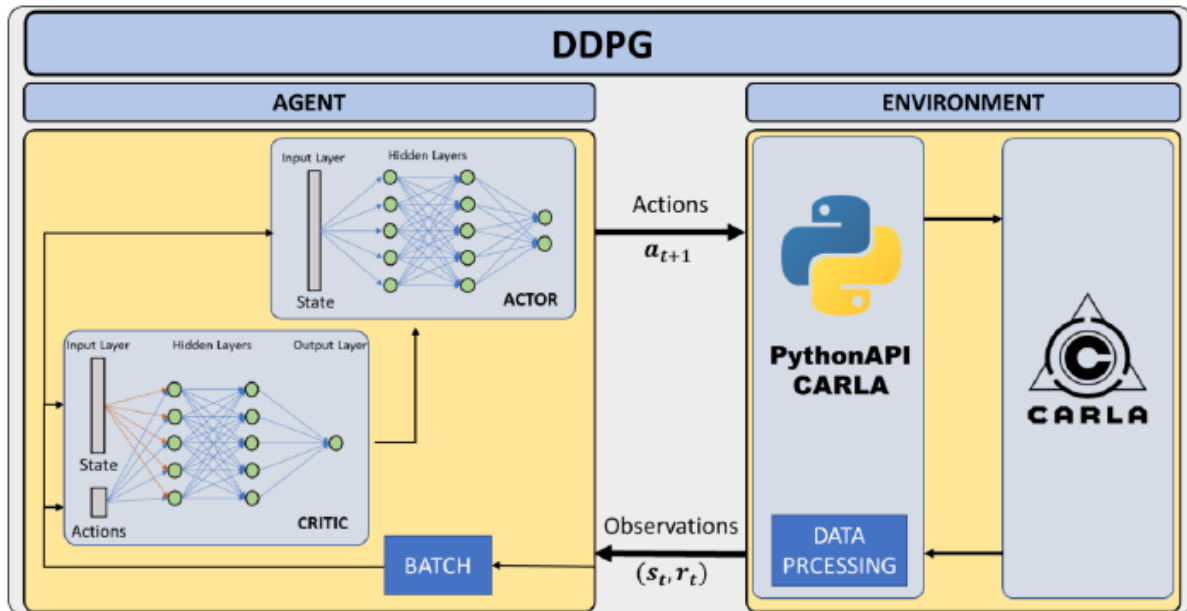 DDPG
AGENT
ENVIRONMENT
Input Layer
Hidden Layers
State
ACTOR
Input Layer
Hidden Layers
Output Layer
State
Actions
CRITIC
BATCH
Actions
a_{t+1}
Observations
(s_t, r_t)
PythonAPI
CARLA
DATA
PRCESSING
C
CARLA